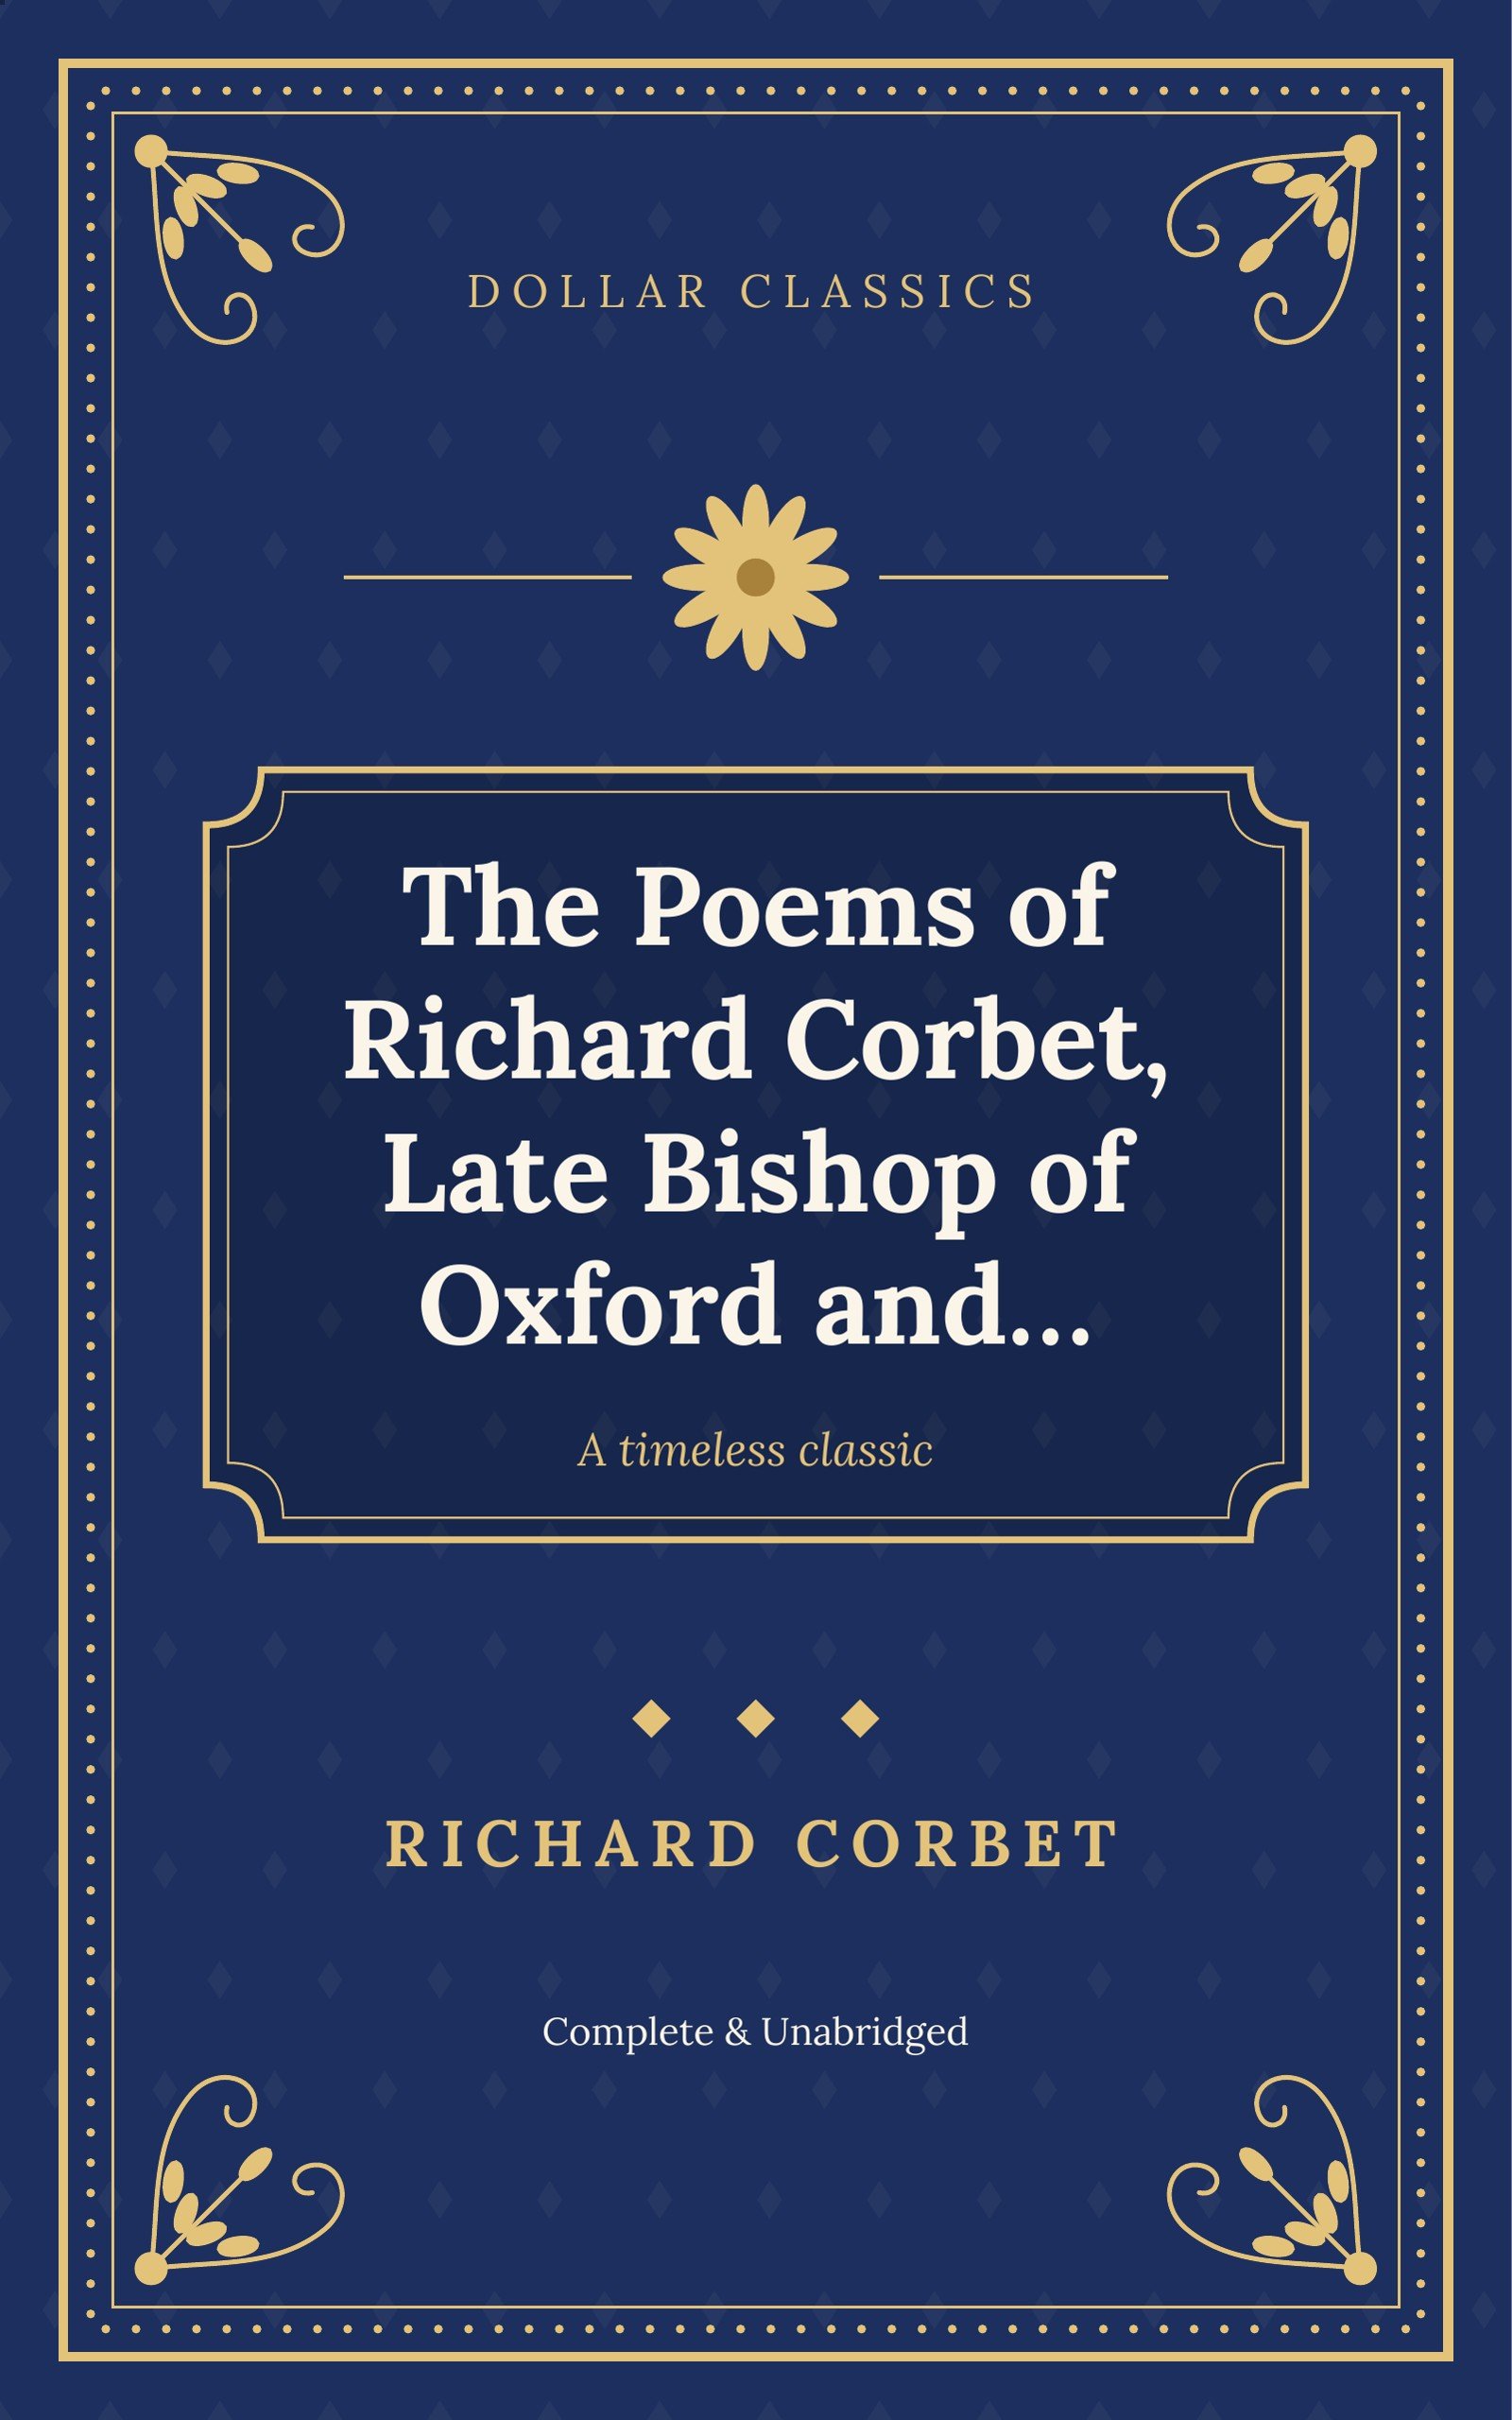 DOLLAR CLASSICS
The Poems of
Richard Corbet,
Late Bishop of
Oxford and...
A timeless classic
RICHARD CORBET
Complete & Unabridged